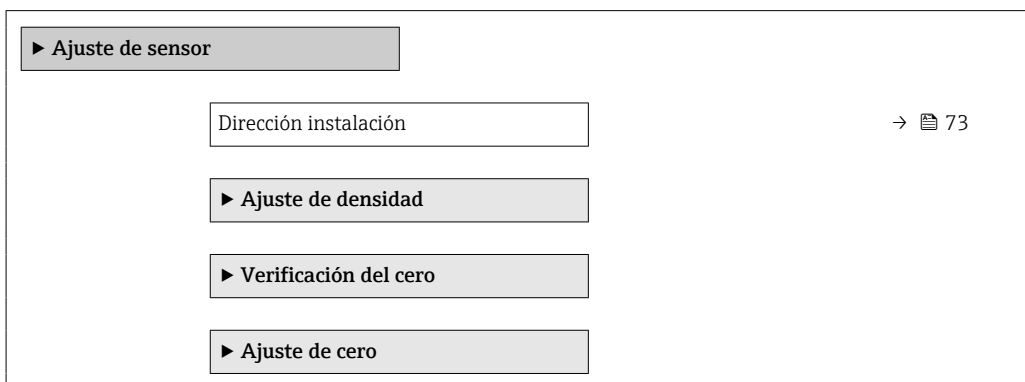 ▶ Ajuste de sensor
Dirección instalación → 🖺 73
▶ Ajuste de densidad
▶ Verificación del cero
▶ Ajuste de cero